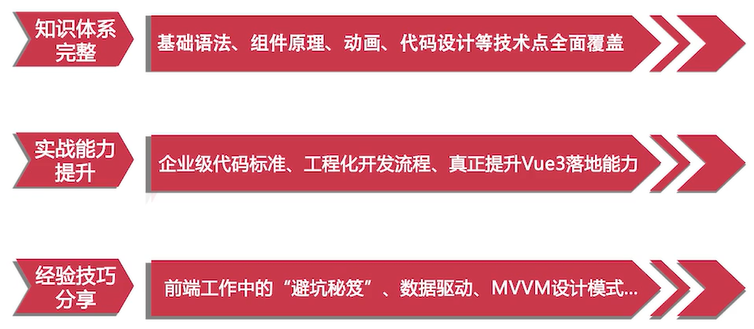 知识体系
完整
基础语法、组件原理、动画、代码设计等技术点全面覆盖
实战能力
提升
企业级代码标准、工程化开发流程、真正提升Vue3落地能力
经验技巧
分享
前端工作中的“避坑秘笈”、数据驱动、MVVM设计模式...